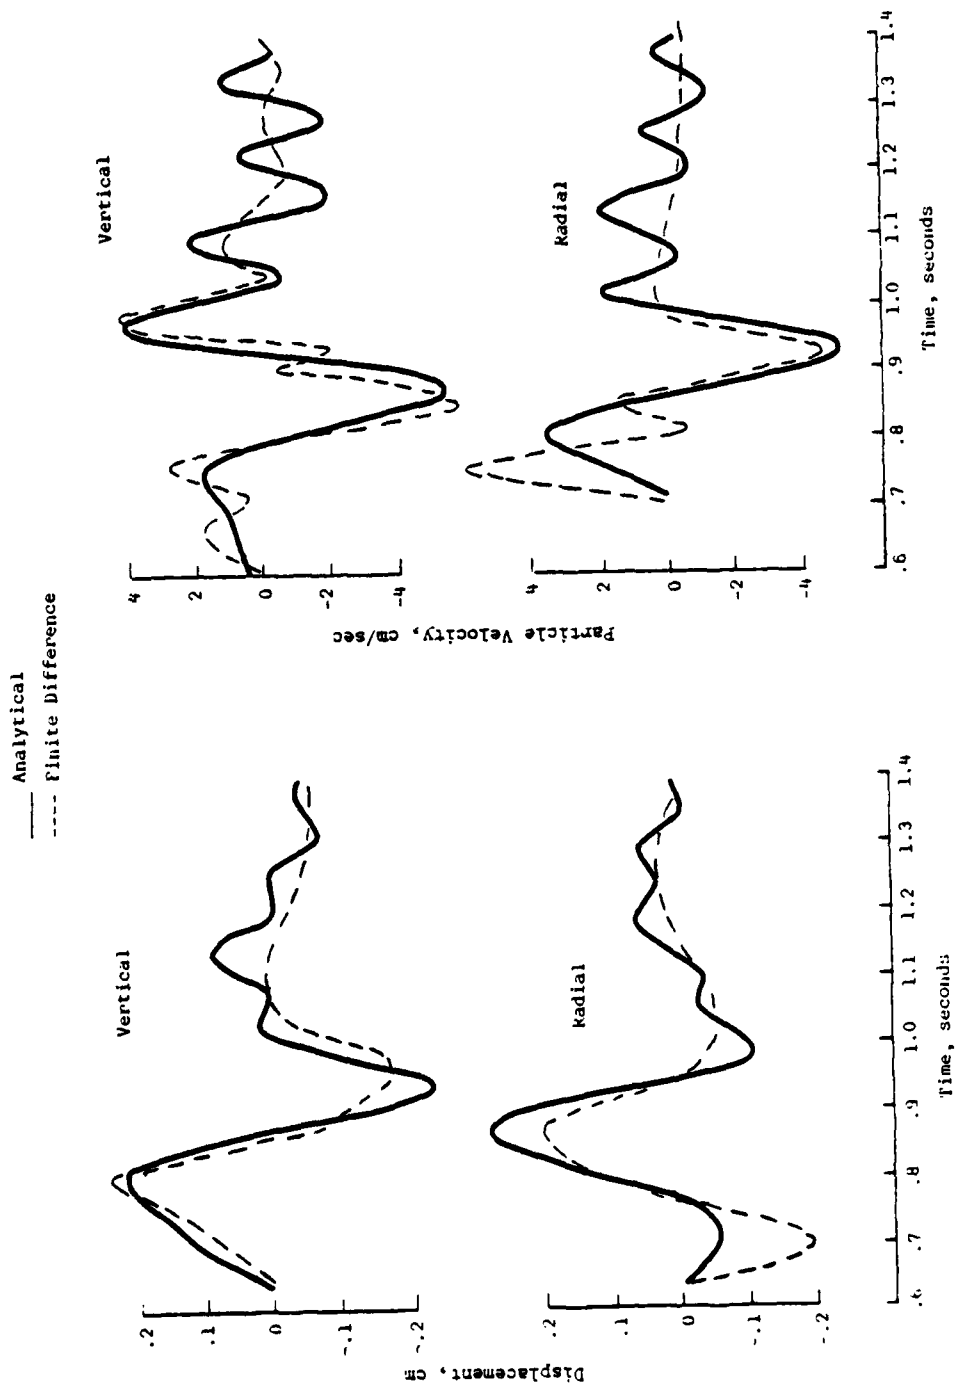 —— Analytical
---- Finite Difference
Vertical
.2
.1
0
-.1
-.2
Radial
.2
.1
0
-.1
-.2
Displacement, cm
.6 .7 .8 .9 1.0 1.1 1.2 1.3 1.4
Time, seconds
Vertical
4
2
0
-2
-4
Radial
4
2
0
-2
-4
Particle Velocity, cm/sec
.6 .7 .8 .9 1.0 1.1 1.2 1.3 1.4
Time, seconds